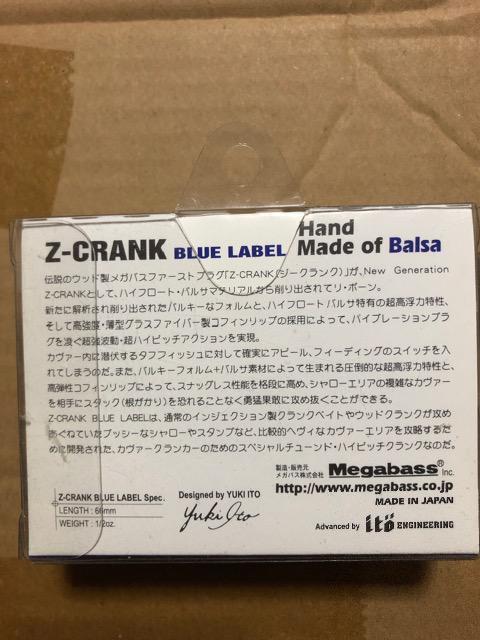 Z-CRANK BLUE LABEL Hand Made of Balsa
伝説のウッド製メガバスファーストプラグ「Z-CRANK(ジークランク)」が、New Generation
Z-CRANKとして、ハイフロート・バルサマテリアルから削り出されてリ・ボーン。
新たに解析され削り出されたバルキーなフォルムと、ハイフロート バルサ特有の超高浮力特性、
そして高強度・薄型グラスファイバー製コフィンリップの採用によって、バイブレーションプラ
グを凌ぐ超強波動・超ハイピッチアクションを実現。
カヴァー内に潜伏するタフフィッシュに対して確実にアピール、フィーディングのスイッチを入
れてしまうのだ。また、バルキーフォルム+バルサ素材によって生まれる圧倒的な超高浮力特性と、
高弾性コフィンリップによって、スナッグレス性能を格段に高め、シャローエリアの複雑なカヴァー
を相手にスタック(根がかり)を恐れることなく勇猛果敢に攻め抜くことができる。
Z-CRANK BLUE LABELは、通常のインジェクション製クランクベイトやウッドクランクが攻め
あぐねていたブッシーなシャローやスタンプなど、比較的ヘヴィなカヴァーエリアを攻略するた
めに開発された、カヴァークランカーのためのスペシャルチューンド・ハイピッチクランクなのだ。
製造・販売元
メガバス株式会社 Megabass® Inc.
http://www.megabass.co.jp
MADE IN JAPAN
Z-CRANK BLUE LABEL Spec.
LENGTH : 66mm
WEIGHT : 1/2oz.
Designed by YUKI ITO
Yuki Ito
Advanced by itö ENGINEERING